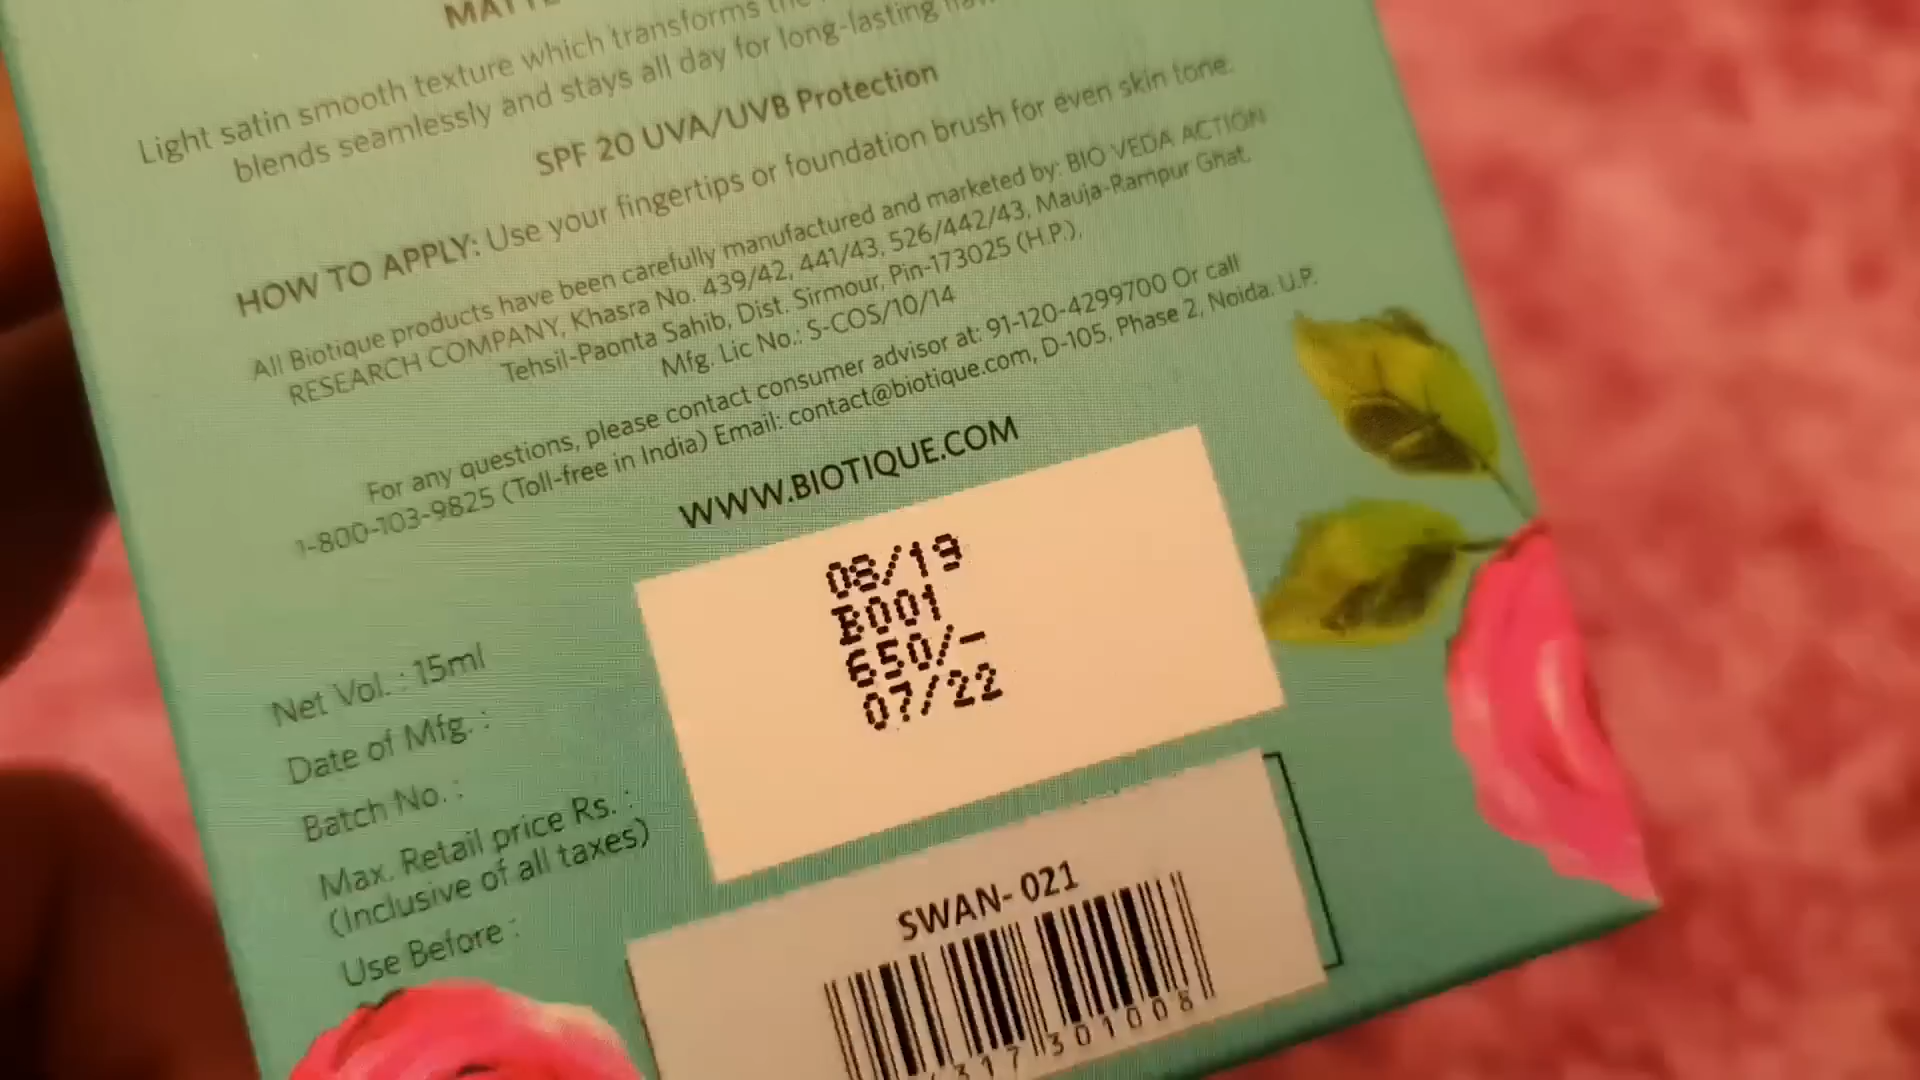 Light satin smooth texture which transforms
blends seamlessly and stays all day for long-lasting
SPF 20 UVA/UVB Protection
HOW TO APPLY: Use your fingertips or foundation brush for even skin tone.
All Biotique products have been carefully manufactured and marketed by: BIO VEDA ACTION
RESEARCH COMPANY, Khasra No. 439/42, 441/43, 526/442/43, Mauja-Rampur Ghat,
Tehsil-Paonta Sahib, Dist. Sirmour, Pin-173025 (H.P.),
Mfg. Lic No.: S-COS/10/14
For any questions, please contact consumer advisor at: 91-120-4299700 Or call
1-800-103-9825 (Toll-free in India) Email: contact@biotique.com, D-105, Phase 2, Noida. U.P.
WWW.BIOTIQUE.COM
08/19
B001
650/-
07/22
Net Vol. : 15ml
Date of Mfg. :
Batch No. :
Max. Retail price Rs. :
(Inclusive of all taxes)
Use Before :
SWAN- 021
317301008